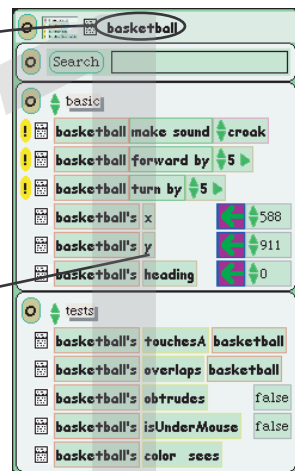 basketball
Search
basic
! basketball make sound croak
! basketball forward by 5
! basketball turn by 5
basketball's x 588
basketball's y 911
basketball's heading 0
tests
basketball's touchesA basketball
basketball's overlaps basketball
basketball's obtrudes false
basketball's isUnderMouse false
basketball's color sees